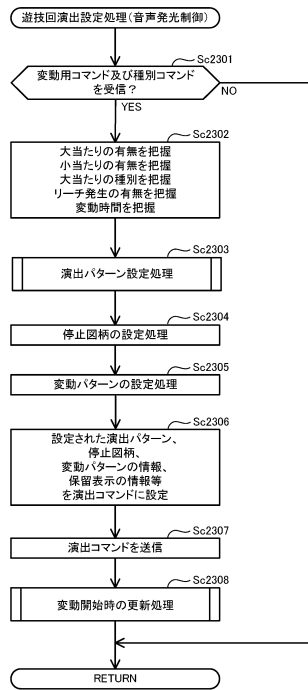 遊技回演出設定処理(音声発光制御)
Sc2301
変動用コマンド及び種別コマンド
を受信？
NO
YES
Sc2302
大当たりの有無を把握
小当たりの有無を把握
大当たりの種別を把握
リーチ発生の有無を把握
変動時間を把握
Sc2303
演出パターン設定処理
Sc2304
停止図柄の設定処理
Sc2305
変動パターンの設定処理
Sc2306
設定された演出パターン、
停止図柄、
変動パターンの情報、
保留表示の情報等
を演出コマンドに設定
Sc2307
演出コマンドを送信
Sc2308
変動開始時の更新処理
RETURN